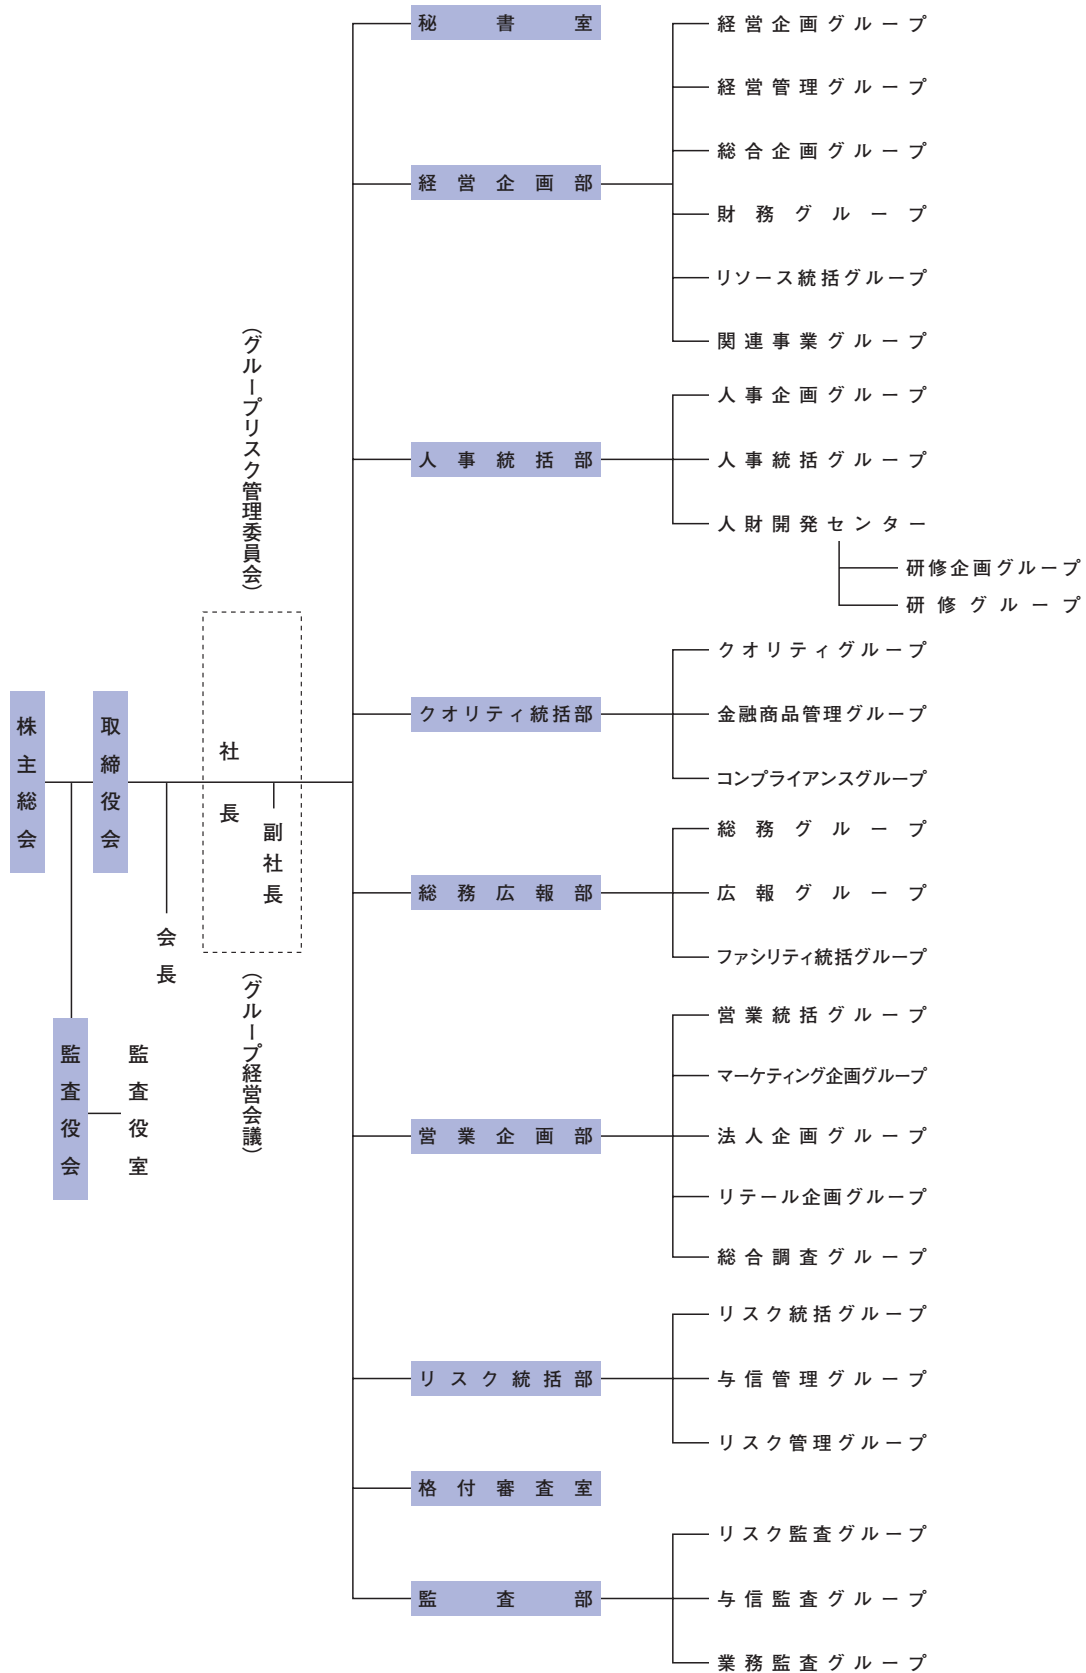 株主総会
取締役会
監査役会
監査役室
会長
社長
副社長
(グループリスク管理委員会)
(グループ経営会議)
秘書室
経営企画部
経営企画グループ
経営管理グループ
総合企画グループ
財務グループ
リソース統括グループ
関連事業グループ
人事統括部
人事企画グループ
人事統括グループ
人財開発センター
研修企画グループ
研修グループ
クオリティ統括部
クオリティグループ
金融商品管理グループ
コンプライアンスグループ
総務広報部
総務グループ
広報グループ
ファシリティ統括グループ
営業企画部
営業統括グループ
マーケティング企画グループ
法人企画グループ
リテール企画グループ
総合調査グループ
リスク統括部
リスク統括グループ
与信管理グループ
リスク管理グループ
格付審査室
監査部
リスク監査グループ
与信監査グループ
業務監査グループ